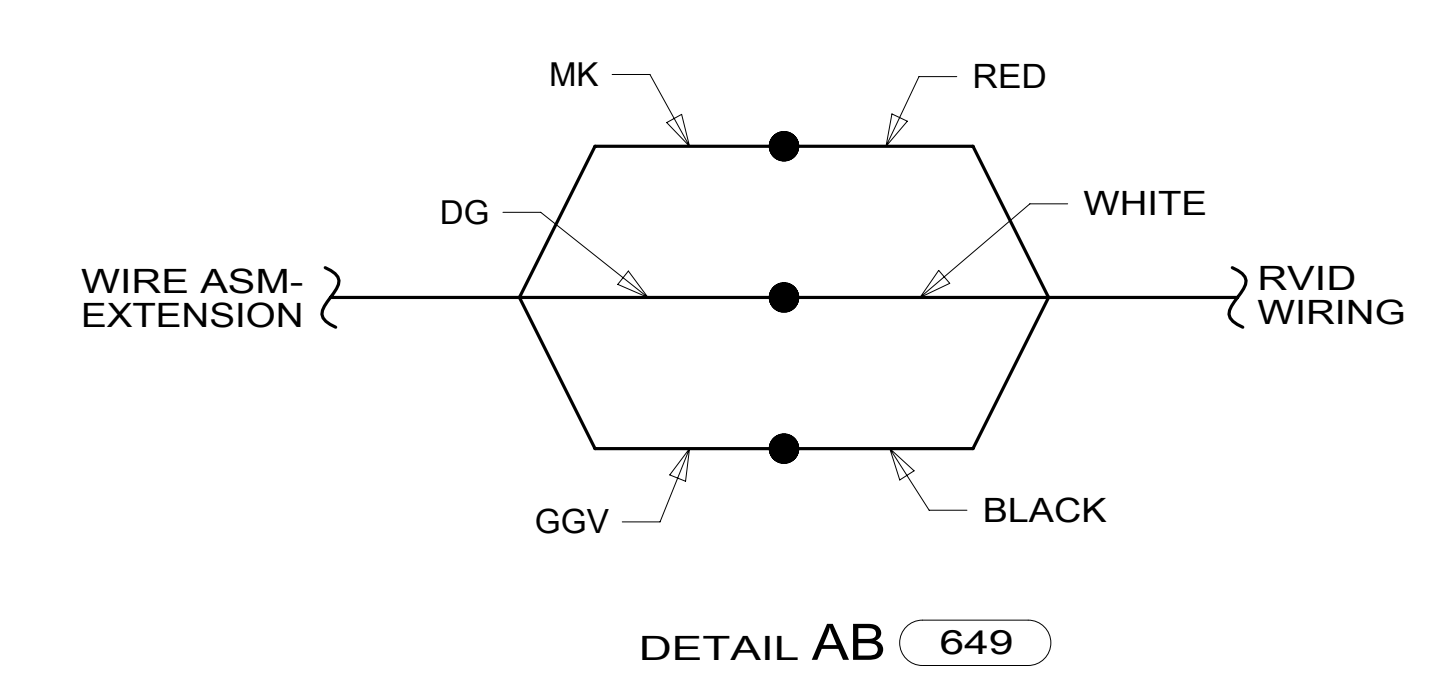 MK
RED
DG
WHITE
WIRE ASM-
EXTENSION
RVID
WIRING
GGV
BLACK
DETAIL AB 649